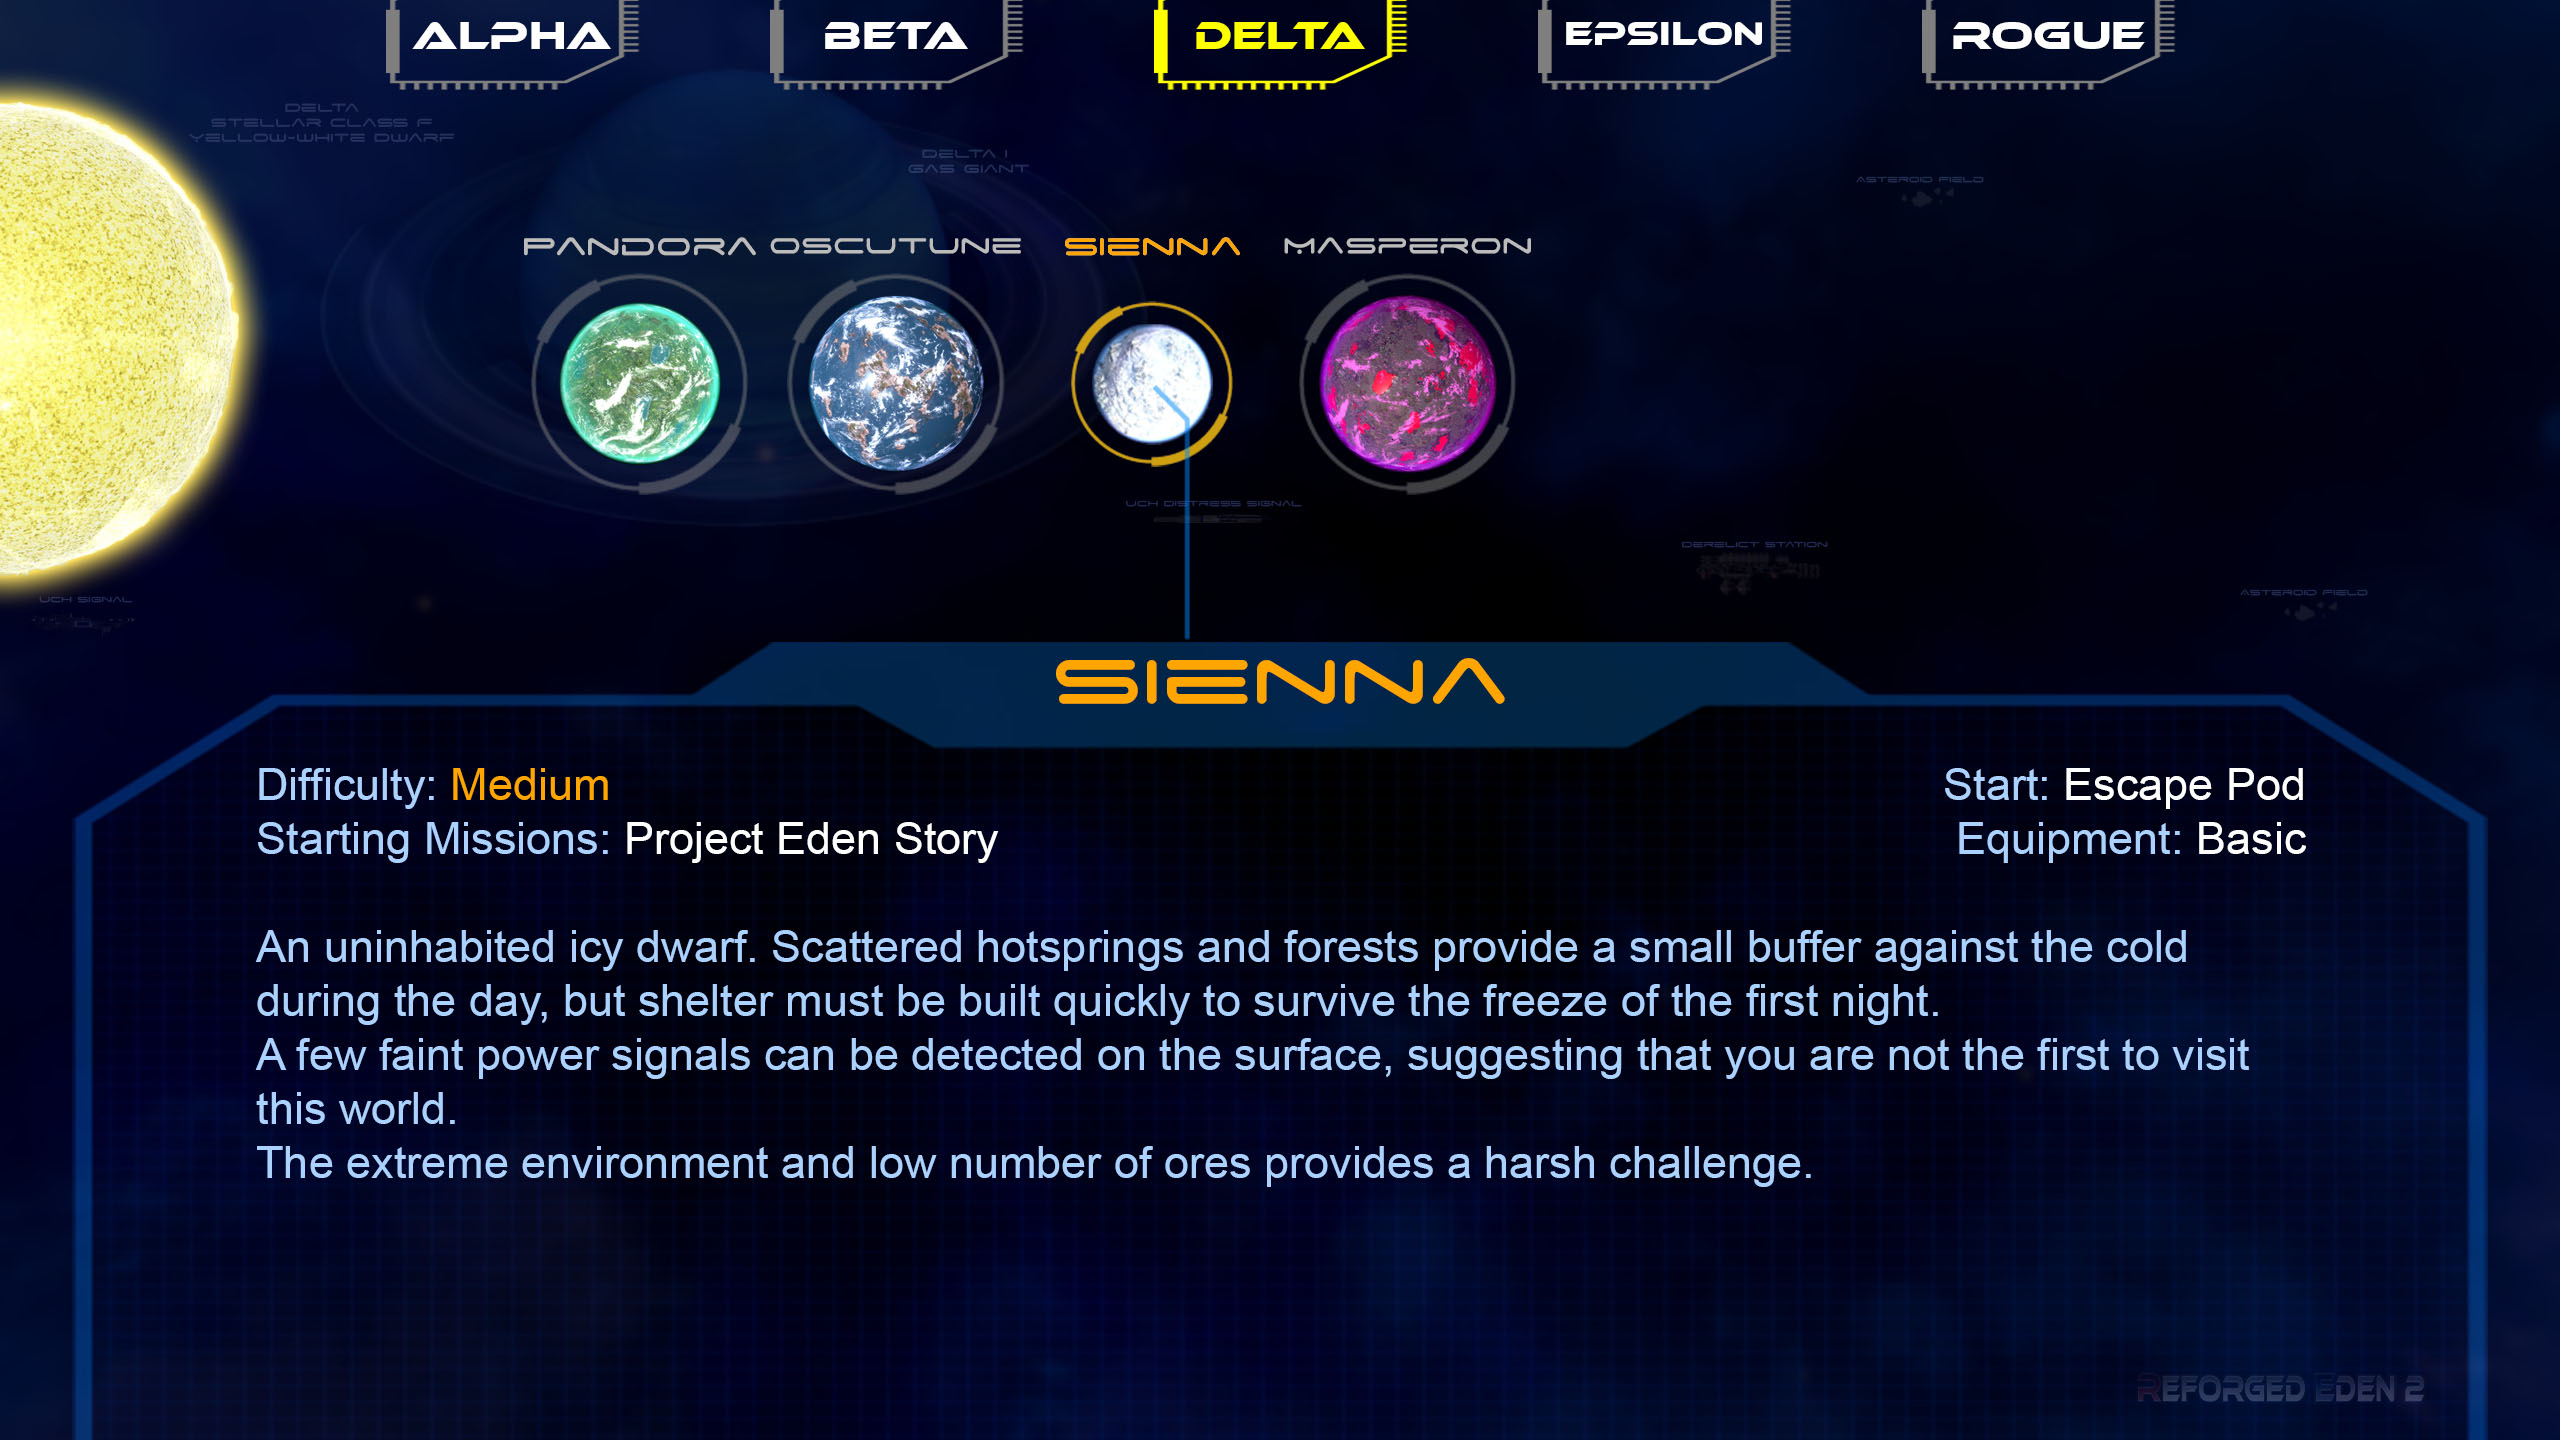 ALPHA
BETA
DELTA
EPSILON
ROGUE
DELTA
STELLAR CLASS F
YELLOW-WHITE DWARF
DELTA I
GAS GIANT
ASTEROID FIELD
PANDORA
OSCUTUNE
SIENNA
MASPERON
UCH DISTRESS SIGNAL
DERELICT STATION
UCH SIGNAL
ASTEROID FIELD
SIENNA
Difficulty: Medium
Start: Escape Pod
Starting Missions: Project Eden Story
Equipment: Basic
An uninhabited icy dwarf. Scattered hotsprings and forests provide a small buffer against the cold
during the day, but shelter must be built quickly to survive the freeze of the first night.
A few faint power signals can be detected on the surface, suggesting that you are not the first to visit
this world.
The extreme environment and low number of ores provides a harsh challenge.
REFORGED EDEN 2